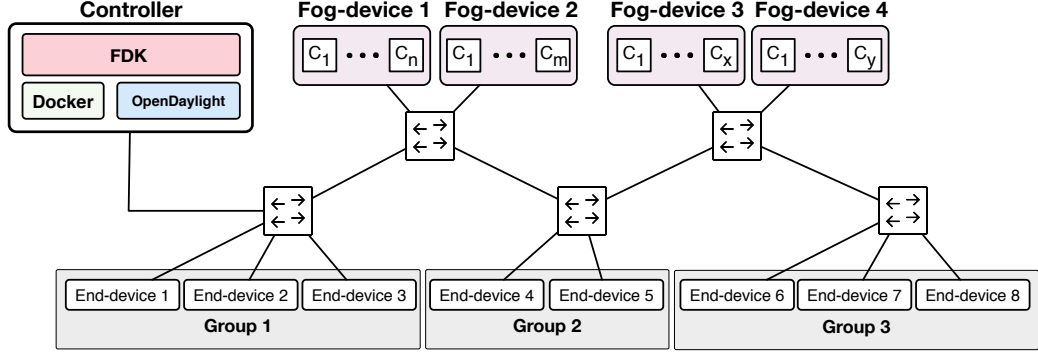 Controller
FDK
Docker
OpenDaylight
Fog-device 1
C1 ••• Cn
Fog-device 2
C1 ••• Cm
Fog-device 3
C1 ••• Cx
Fog-device 4
C1 ••• Cy
End-device 1
End-device 2
End-device 3
Group 1
End-device 4
End-device 5
Group 2
End-device 6
End-device 7
End-device 8
Group 3